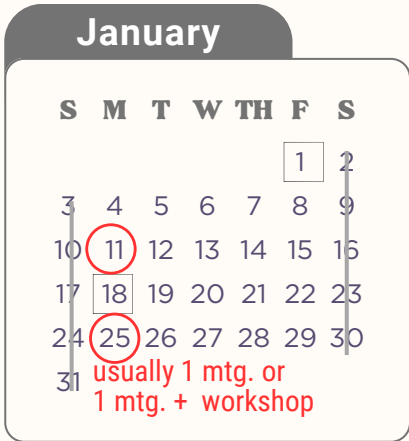 January
S M T W TH F S
1 2
3 4 5 6 7 8 9
10 11 12 13 14 15 16
17 18 19 20 21 22 23
24 25 26 27 28 29 30
31 usually 1 mtg. or
1 mtg. + workshop